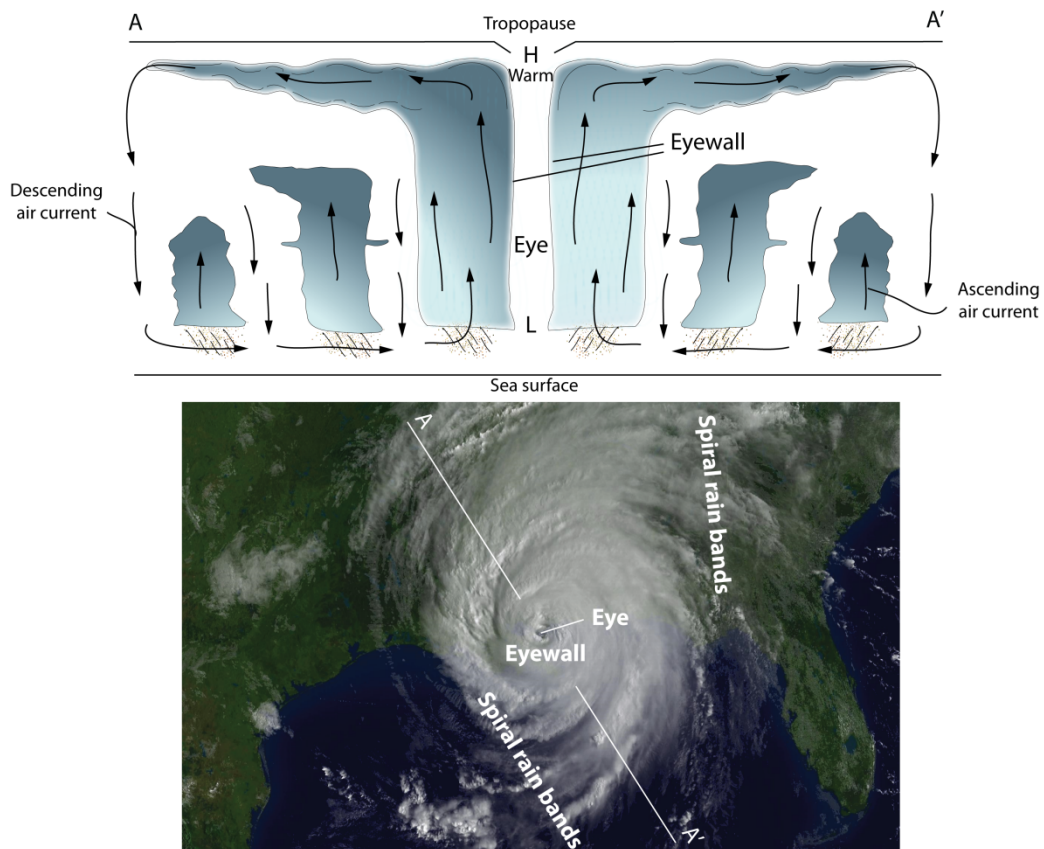 A
Tropopause
A'
H
Warm
Eyewall
Descending
air current
Eye
Ascending
air current
L
Sea surface
A
Spiral rain bands
Eye
Eyewall
Spiral rain bands
A'